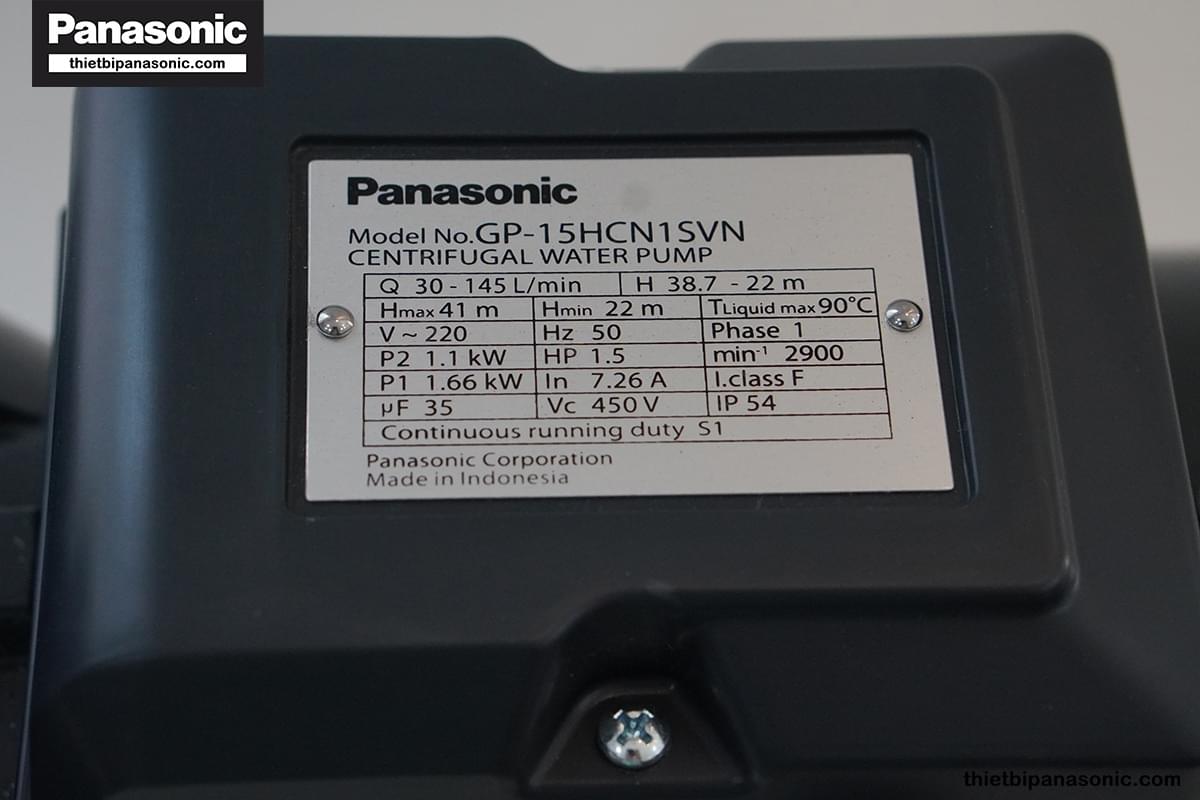 Panasonic
thietbipanasonic.com
Panasonic
Model No.GP-15HCN1SVN
CENTRIFUGAL WATER PUMP
Q 30 - 145 L/min H 38.7 - 22 m
Hmax 41 m Hmin 22 m TLiquid max 90°C
V ~ 220 Hz 50 Phase 1
P2 1.1 kW HP 1.5 min-1 2900
P1 1.66 kW In 7.26 A I.class F
µF 35 Vc 450 V IP 54
Continuous running duty S1
Panasonic Corporation
Made in Indonesia
thietbipanasonic.com